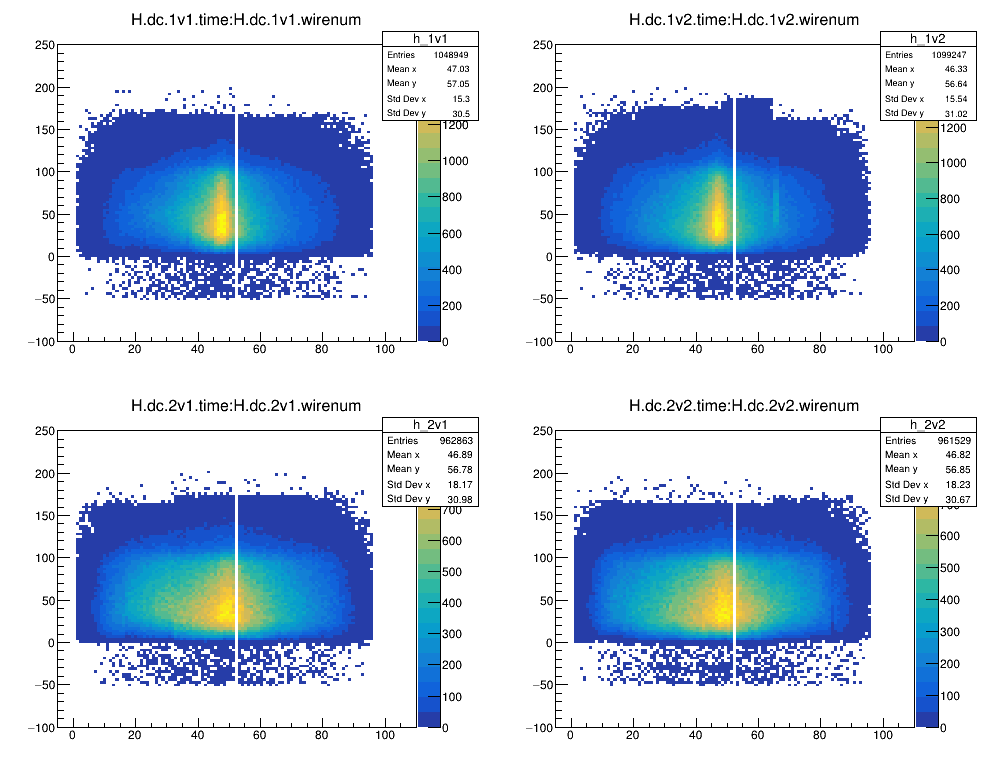 H.dc.1v1.time:H.dc.1v1.wirenum
h_1v1
Entries 1048949
Mean x 47.03
Mean y 57.05
Std Dev x 15.3
Std Dev y 30.5
250
200
150
100
50
0
−50
−100
0 20 40 60 80 100
1200
1000
800
600
400
200
0
H.dc.1v2.time:H.dc.1v2.wirenum
h_1v2
Entries 1099247
Mean x 46.33
Mean y 56.64
Std Dev x 15.54
Std Dev y 31.02
250
200
150
100
50
0
−50
−100
0 20 40 60 80 100
1200
1000
800
600
400
200
0
H.dc.2v1.time:H.dc.2v1.wirenum
h_2v1
Entries 962863
Mean x 46.89
Mean y 56.78
Std Dev x 18.17
Std Dev y 30.98
250
200
150
100
50
0
−50
−100
0 20 40 60 80 100
700
600
500
400
300
200
100
0
H.dc.2v2.time:H.dc.2v2.wirenum
h_2v2
Entries 961529
Mean x 46.82
Mean y 56.85
Std Dev x 18.23
Std Dev y 30.67
250
200
150
100
50
0
−50
−100
0 20 40 60 80 100
600
500
400
300
200
100
0